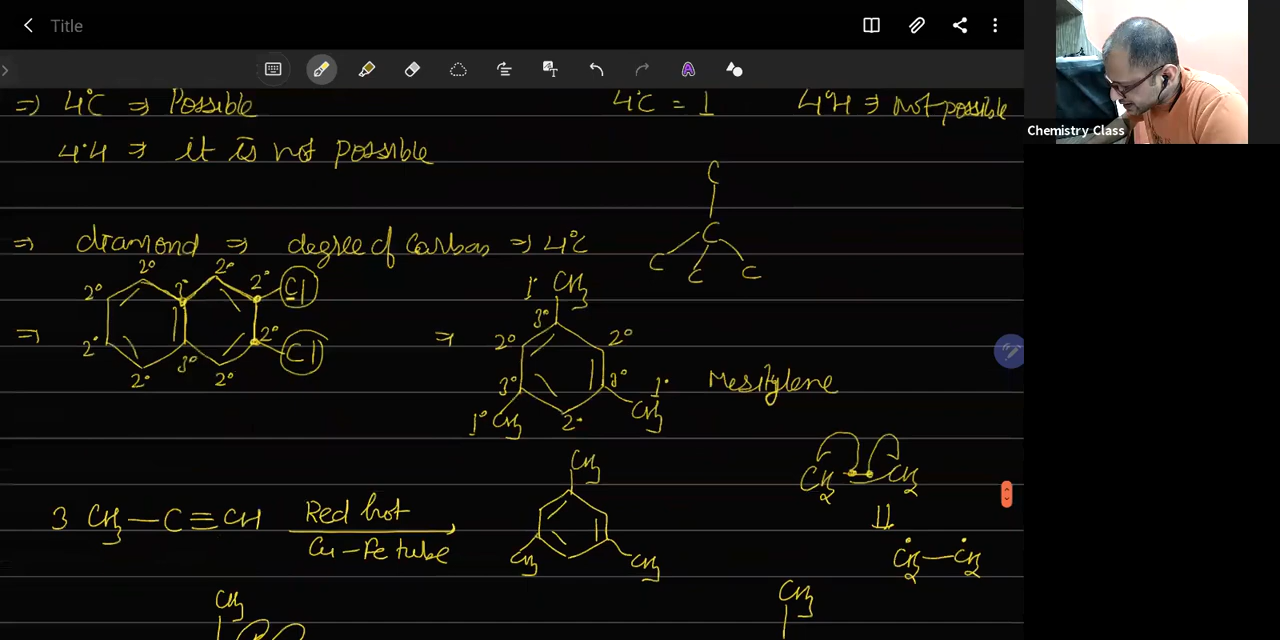 Title
⇒ 4°C ⇒ Possible
4°C = 1
4°H ⇒ not possible
4°H ⇒ it is not possible
C
C
C C C
⇒ diamond ⇒ degree of carbon ⇒ 4°C
2° 3° 2° 2° Cl
2°
⇒ 2° 2° Cl
2° 3° 2°
⇒ 1° CH3
3°
2° 2°
3° 3° 1° Mesitylene
1° CH3 2° CH3
CH2 = CH2
⇓
CH2 — CH2
3 CH3 — C ≡ CH Red hot
Cu – Fe tube
CH3
CH3 CH3
CH3 CH3
Chemistry Class